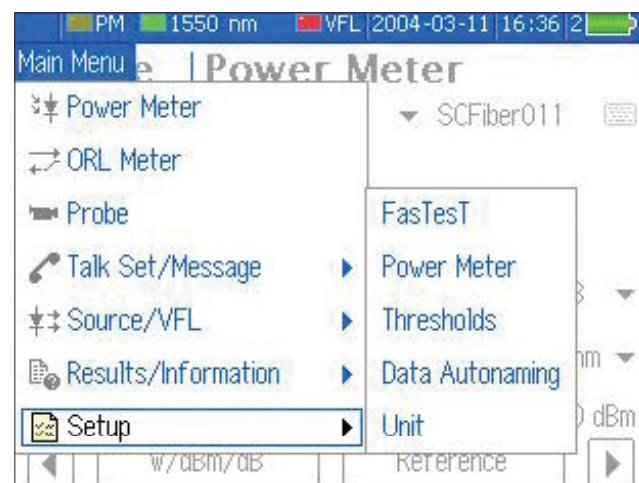 PM 1550 nm VFL 2004-03-11 16:36 2
Main Menu Power Meter
Power Meter
SCFiber011
ORL Meter
Probe
Talk Set/Message
Source/VFL
Results/Information
Setup
FasTesT
Power Meter
Thresholds
Data Autonaming
Unit
dBm
w/dBm/dB
Reference